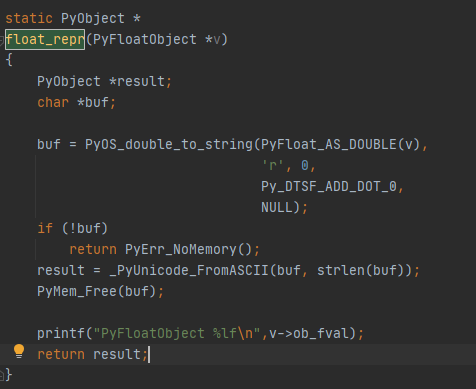 static PyObject *
float_repr(PyFloatObject *v)
{
    PyObject *result;
    char *buf;

    buf = PyOS_double_to_string(PyFloat_AS_DOUBLE(v),
                                'r', 0,
                                Py_DTSF_ADD_DOT_0,
                                NULL);
    if (!buf)
        return PyErr_NoMemory();
    result = _PyUnicode_FromASCII(buf, strlen(buf));
    PyMem_Free(buf);

    printf("PyFloatObject %lf\n",v->ob_fval);
    return result;
}